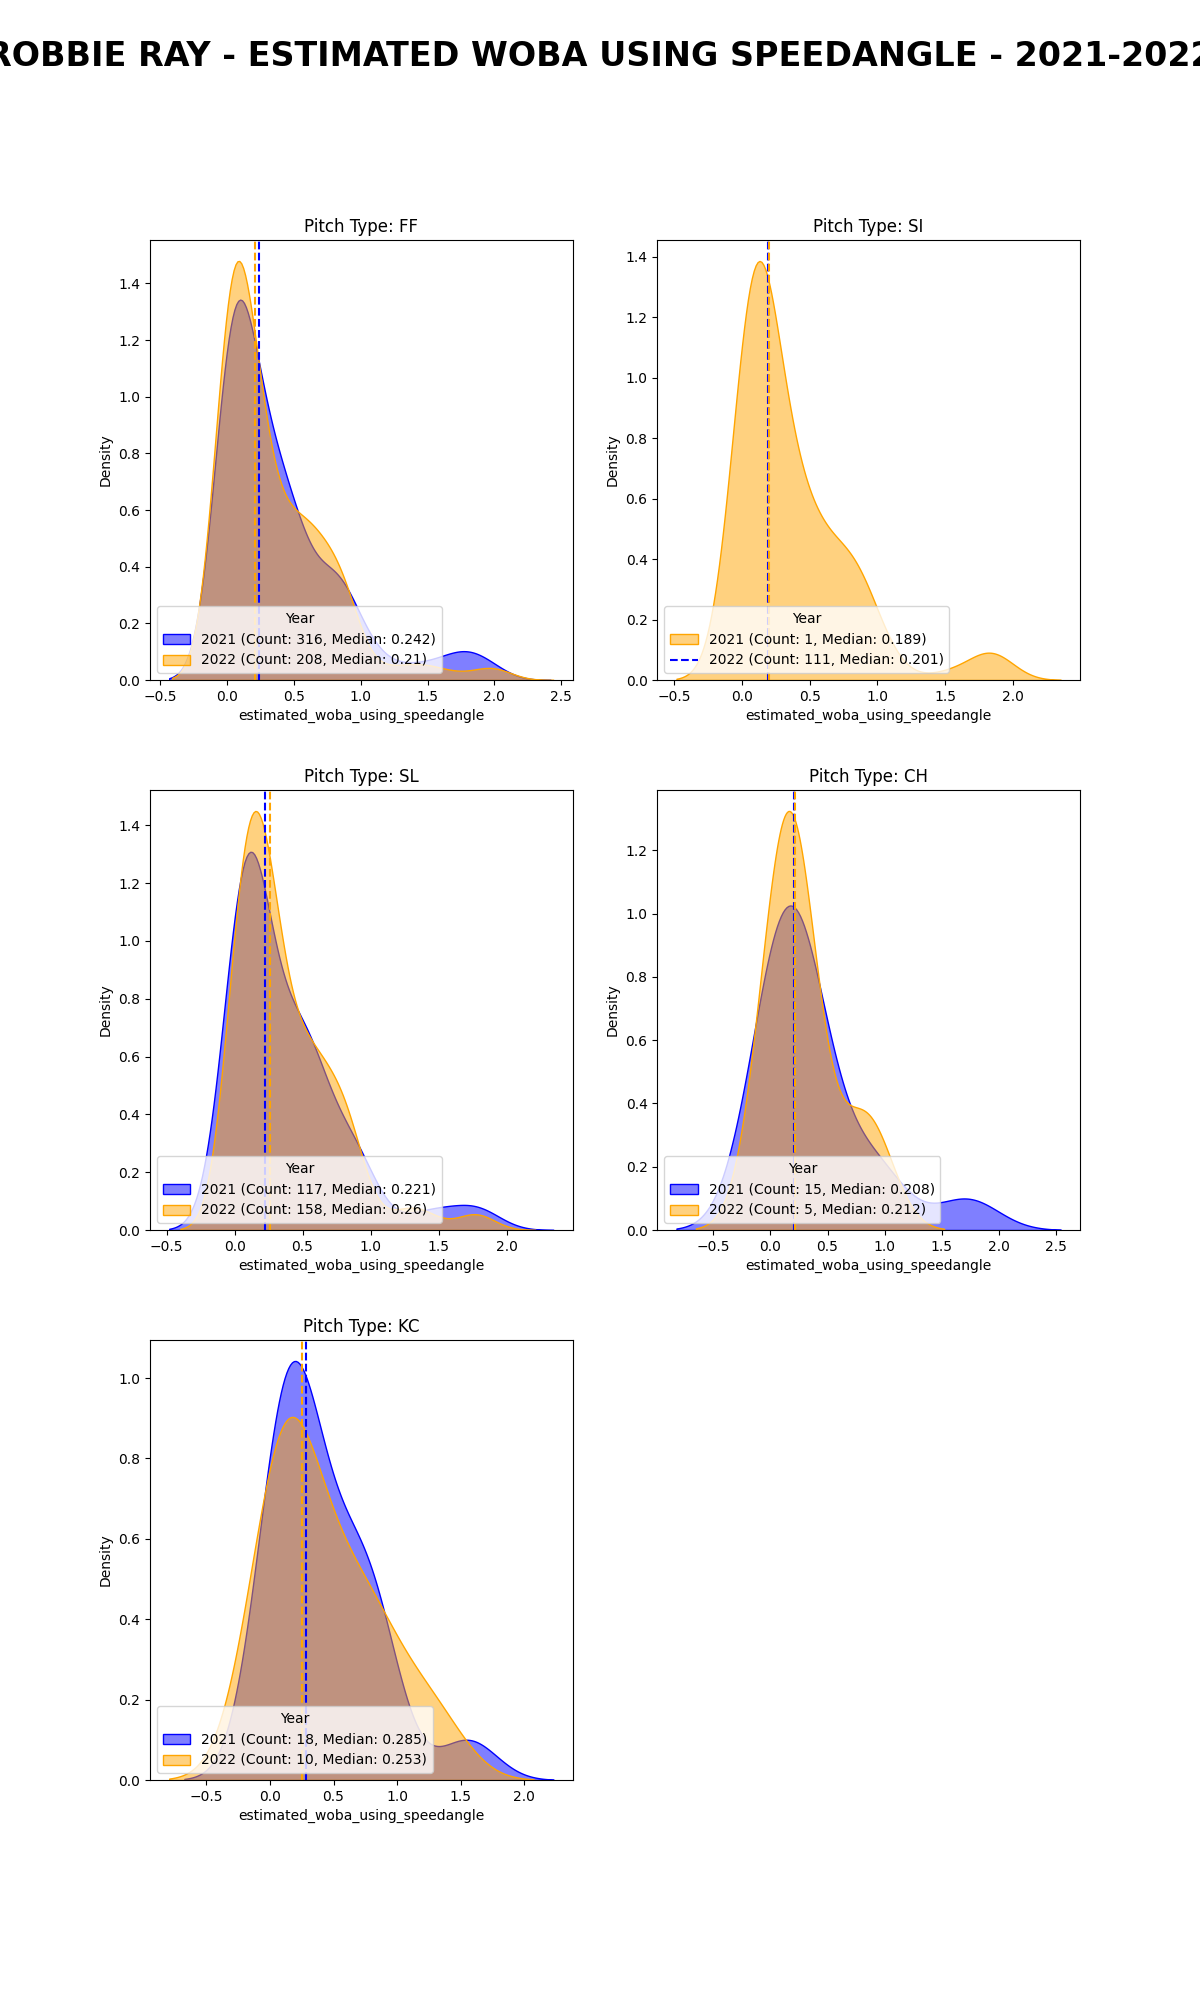 ROBBIE RAY - ESTIMATED WOBA USING SPEEDANGLE - 2021-2022
Pitch Type: FF
Density
1.4
1.2
1.0
0.8
0.6
0.4
0.2
0.0
Year
2021 (Count: 316, Median: 0.242)
2022 (Count: 208, Median: 0.21)
−0.5 0.0 0.5 1.0 1.5 2.0 2.5
estimated_woba_using_speedangle
Pitch Type: SI
Density
1.4
1.2
1.0
0.8
0.6
0.4
0.2
0.0
Year
2021 (Count: 1, Median: 0.189)
2022 (Count: 111, Median: 0.201)
−0.5 0.0 0.5 1.0 1.5 2.0
estimated_woba_using_speedangle
Pitch Type: SL
Density
1.4
1.2
1.0
0.8
0.6
0.4
0.2
0.0
Year
2021 (Count: 117, Median: 0.221)
2022 (Count: 158, Median: 0.26)
−0.5 0.0 0.5 1.0 1.5 2.0
estimated_woba_using_speedangle
Pitch Type: CH
Density
1.2
1.0
0.8
0.6
0.4
0.2
0.0
Year
2021 (Count: 15, Median: 0.208)
2022 (Count: 5, Median: 0.212)
−0.5 0.0 0.5 1.0 1.5 2.0 2.5
estimated_woba_using_speedangle
Pitch Type: KC
Density
1.0
0.8
0.6
0.4
0.2
0.0
Year
2021 (Count: 18, Median: 0.285)
2022 (Count: 10, Median: 0.253)
−0.5 0.0 0.5 1.0 1.5 2.0
estimated_woba_using_speedangle